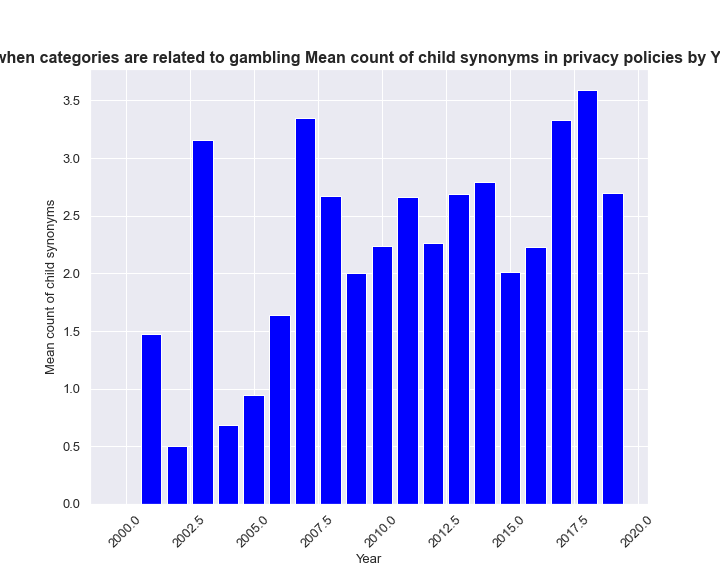 when categories are related to gambling Mean count of child synonyms in privacy policies by Y
3.5
3.0
2.5
2.0
1.5
1.0
0.5
0.0
Mean count of child synonyms
2000.0 2002.5 2005.0 2007.5 2010.0 2012.5 2015.0 2017.5 2020.0
Year